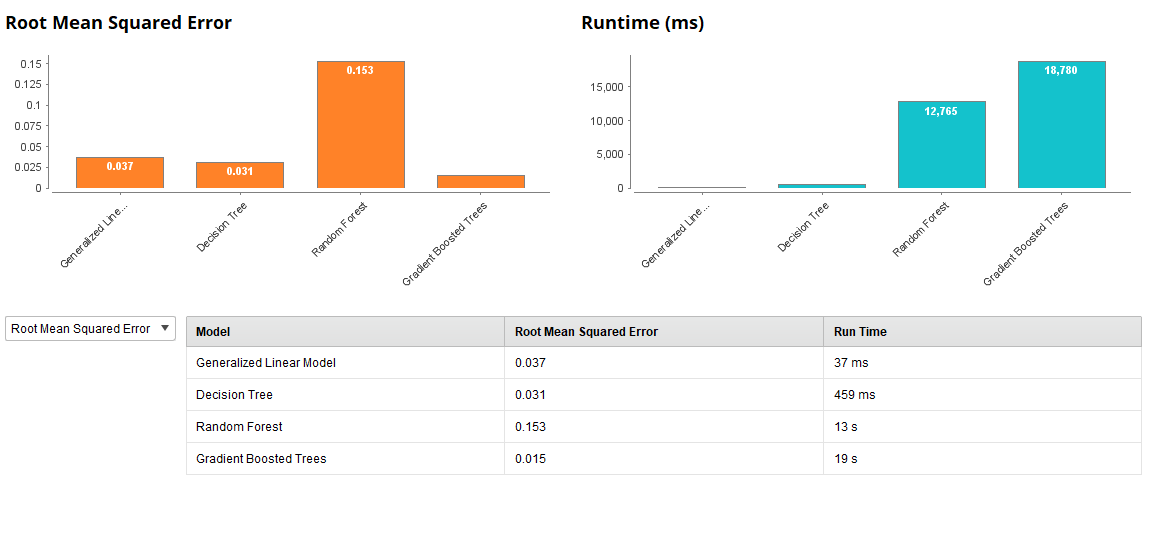 Root Mean Squared Error
0.15
0.125
0.1
0.075
0.05
0.025
0
0.037
0.031
0.153
Generalized Line...
Decision Tree
Random Forest
Gradient Boosted Trees
Runtime (ms)
15,000
10,000
5,000
0
12,765
18,780
Generalized Line...
Decision Tree
Random Forest
Gradient Boosted Trees
Root Mean Squared Error
Model Root Mean Squared Error Run Time
Generalized Linear Model 0.037 37 ms
Decision Tree 0.031 459 ms
Random Forest 0.153 13 s
Gradient Boosted Trees 0.015 19 s